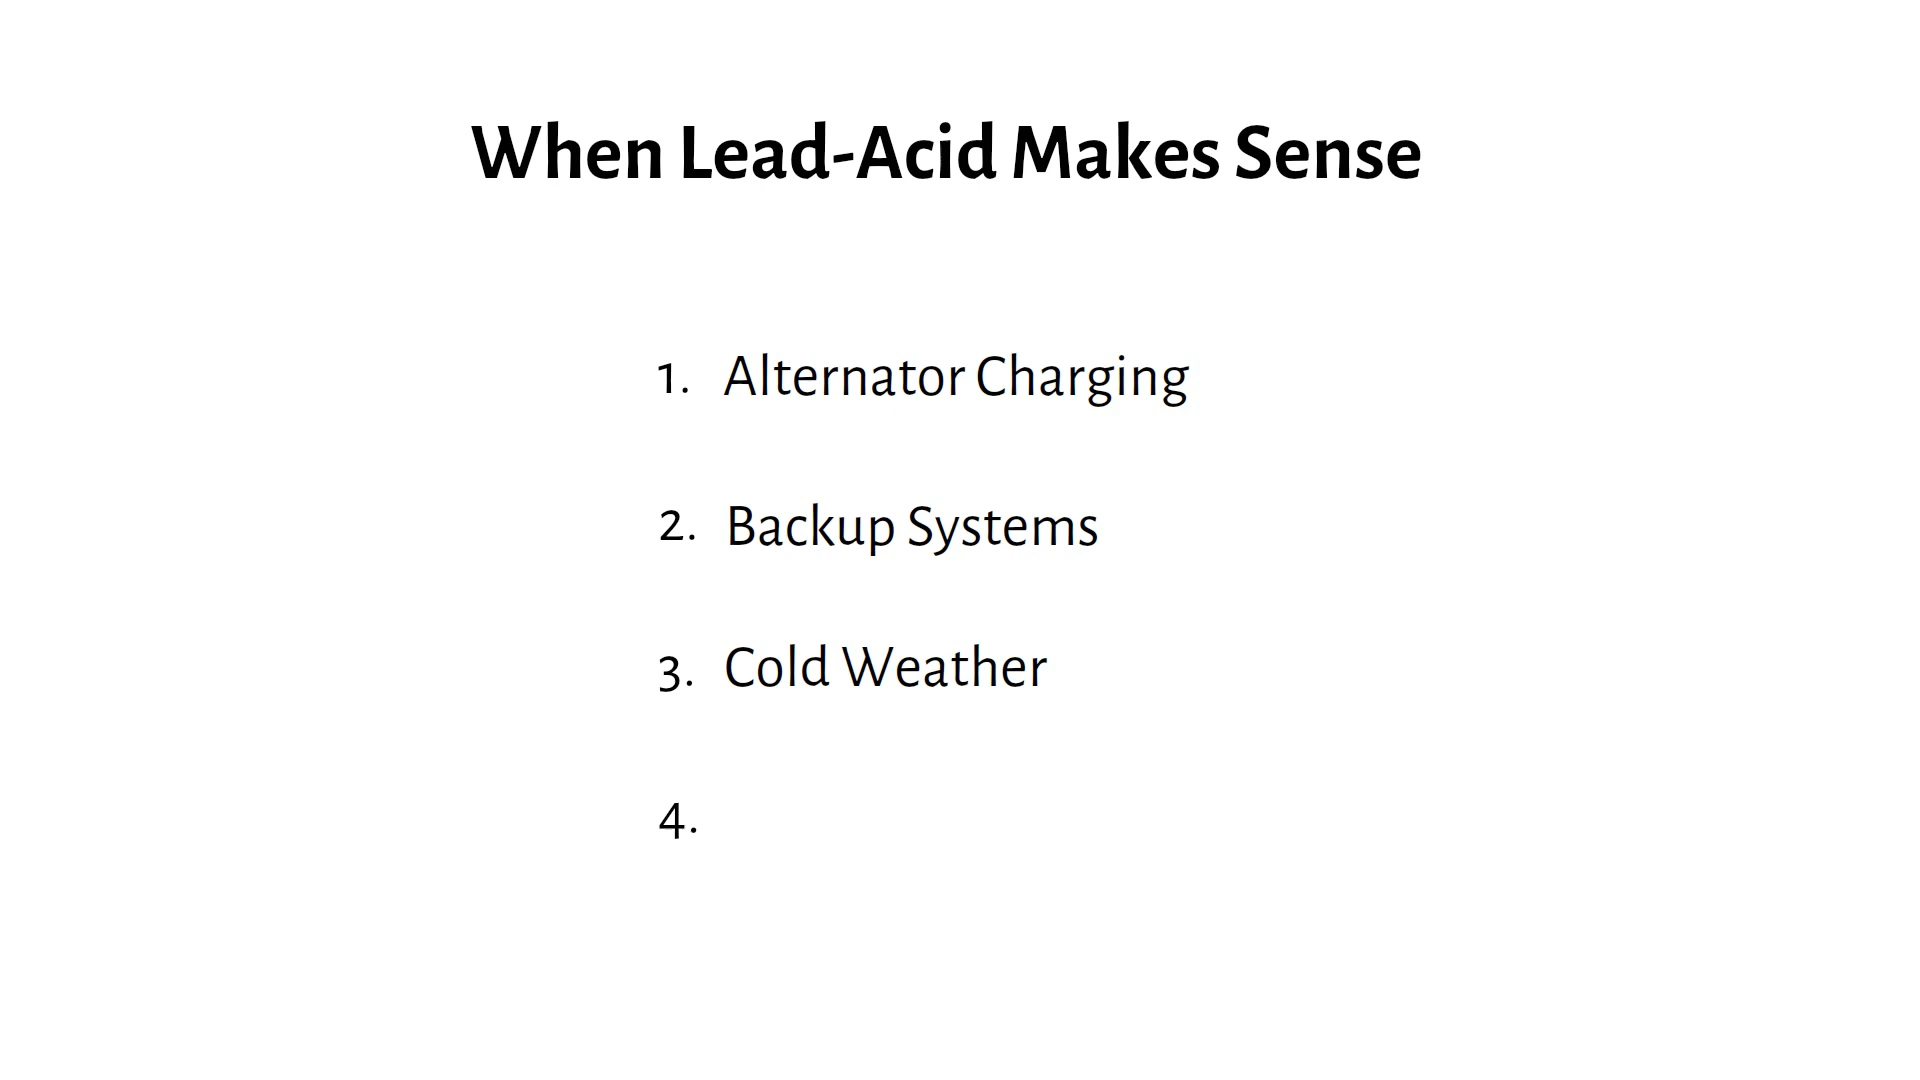 When Lead-Acid Makes Sense
1. Alternator Charging
2. Backup Systems
3. Cold Weather
4.